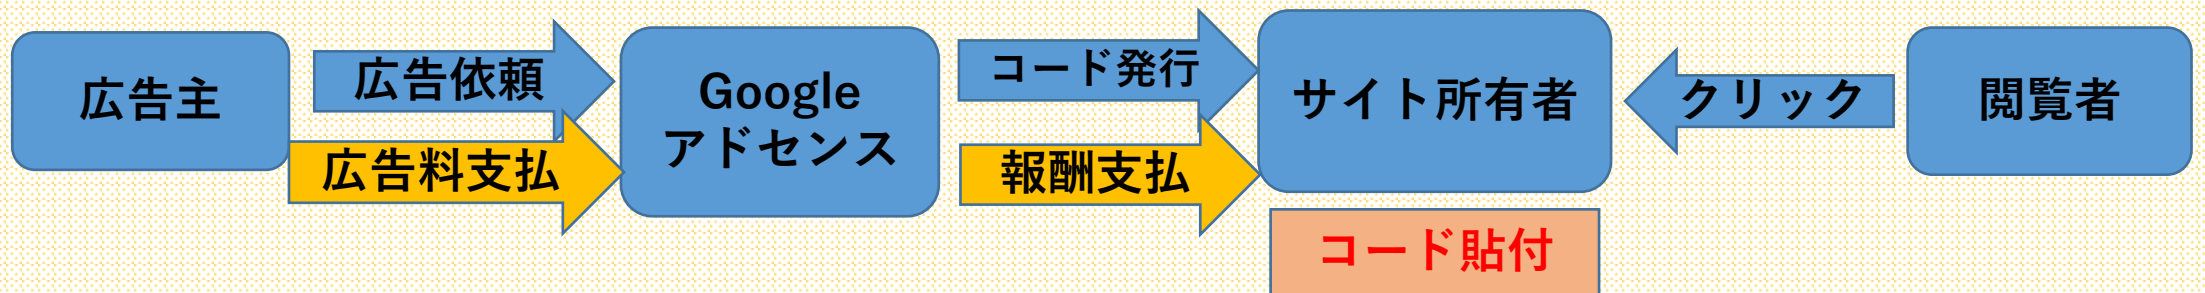 広告主
広告依頼
広告料支払
Google
アドセンス
コード発行
報酬支払
サイト所有者
コード貼付
クリック
閲覧者